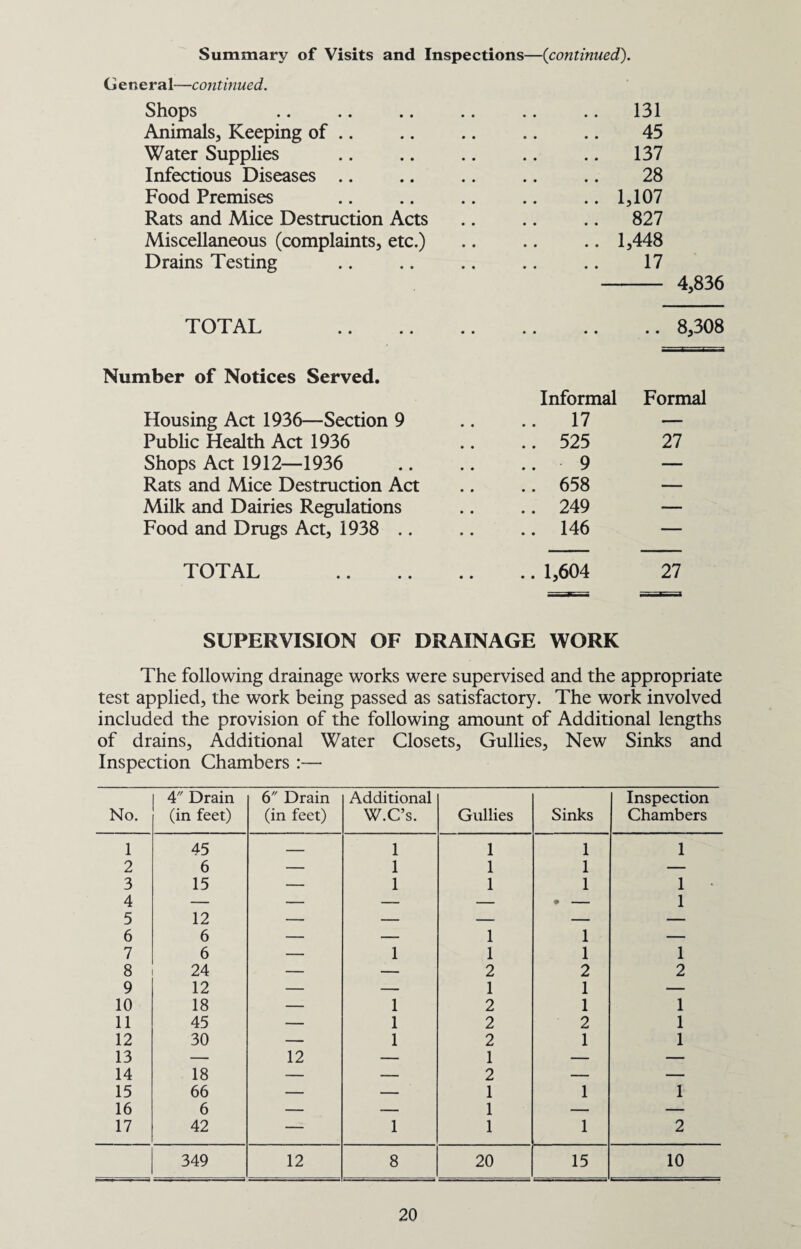 Summary of Visits and Inspections—(continued).
General—continued.
Shops .. .. .. .. .. .. 131
Animals, Keeping of .. .. .. .. .. 45
Water Supplies .. .. .. .. .. 137
Infectious Diseases .. .. .. .. .. 28
Food Premises .. .. .. .. .. 1,107
Rats and Mice Destruction Acts .. .. .. 827
Miscellaneous (complaints, etc.) .. .. .. 1,448
Drains Testing .. .. .. .. .. 17
4,836
TOTAL .. .. .. .. .. .. 8,308
Number of Notices Served.
Informal Formal
Housing Act 1936—Section 9 .. .. 17 —
Public Health Act 1936 .. .. 525 27
Shops Act 1912—1936 .. .. .. 9 —
Rats and Mice Destruction Act .. .. 658 —
Milk and Dairies Regulations .. .. 249 —
Food and Drugs Act, 1938 .. .. .. 146 —
TOTAL .. .. .. .. 1,604 27
SUPERVISION OF DRAINAGE WORK
The following drainage works were supervised and the appropriate
test applied, the work being passed as satisfactory. The work involved
included the provision of the following amount of Additional lengths
of drains, Additional Water Closets, Gullies, New Sinks and
Inspection Chambers :—
No. 4″ Drain (in feet) 6″ Drain (in feet) Additional W.C's. Gullies Sinks Inspection Chambers
1 45 — 1 1 1 1
2 6 — 1 1 1 —
3 15 — 1 1 1 1
4 — — — — — 1
5 12 — — — — —
6 6 — — 1 1 —
7 6 — 1 1 1 1
8 24 — — 2 2 2
9 12 — — 1 1 —
10 18 — 1 2 1 1
11 45 — 1 2 2 1
12 30 — 1 2 1 1
13 — 12 — 1 — —
14 18 — — 2 — —
15 66 — — 1 1 1
16 6 — — 1 — —
17 42 — 1 1 1 2
349 12 8 20 15 10
20